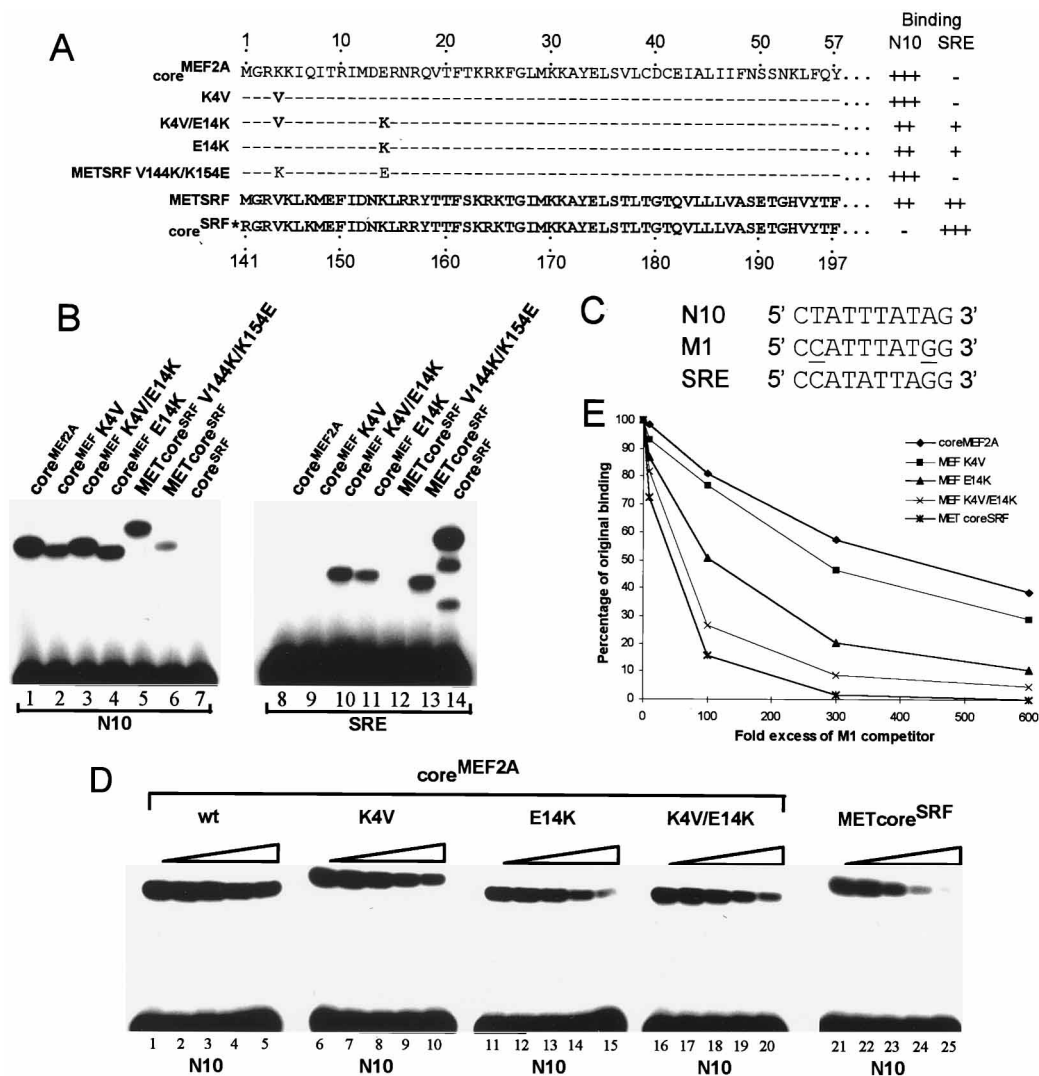 A
Binding
1 10 20 30 40 50 57 N10 SRE
coreMEF2A MGRKKIQITRIMDERNRQVTFTKRKFGLMKKAYELSVLCDCEIALIIFNSSNKLFQY... +++ -
K4V V ... +++ -
K4V/E14K V K ... ++ +
E14K K ... ++ +
METSRF V144K/K154E K E ... +++ -
METSRF MGRVKLKMEFIDNKLRRYTTFSKRKTGIMKKAYELSTLTGTQVLLLVASETGHVYTF... ++ ++
coreSRF *RGRVKLKMEFIDNKLRRYTTFSKRKTGIMKKAYELSTLTGTQVLLLVASETGHVYTF... - +++
141 150 160 170 180 190 197
B
coreMEF2A
coreMEF K4V
coreMEF K4V/E14K
coreMEF E14K
METcoreSRF V144K/K154E
METcoreSRF
coreSRF
1 2 3 4 5 6 7
N10
coreMEF2A
coreMEF K4V
coreMEF K4V/E14K
coreMEF E14K
METcoreSRF V144K/K154E
METcoreSRF
coreSRF
8 9 10 11 12 13 14
SRE
C
N10 5' CTATTTATAG 3'
M1 5' CCATTTATGG 3'
SRE 5' CCATATTAGG 3'
E
Percentage of original binding
100
90
80
70
60
50
40
30
20
10
0
0 100 200 300 400 500 600
Fold excess of M1 competitor
coreMEF2A
MEF K4V
MEF E14K
MEF K4V/E14K
MET coreSRF
D
coreMEF2A
wt K4V E14K K4V/E14K METcoreSRF
1 2 3 4 5 6 7 8 9 10 11 12 13 14 15 16 17 18 19 20 21 22 23 24 25
N10 N10 N10 N10 N10